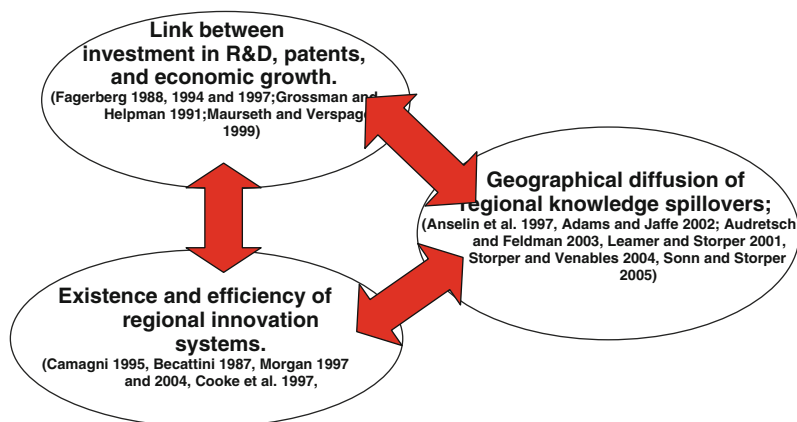 Link between
investment in R&D, patents,
and economic growth.
(Fagerberg 1988, 1994 and 1997;Grossman and
Helpman 1991;Maurseth and Verspage
1999)
Geographical diffusion of
regional knowledge spillovers;
(Anselin et al. 1997, Adams and Jaffe 2002; Audretsch
and Feldman 2003, Leamer and Storper 2001,
Storper and Venables 2004, Sonn and Storper
2005)
Existence and efficiency of
regional innovation
systems.
(Camagni 1995, Becattini 1987, Morgan 1997
and 2004, Cooke et al. 1997,